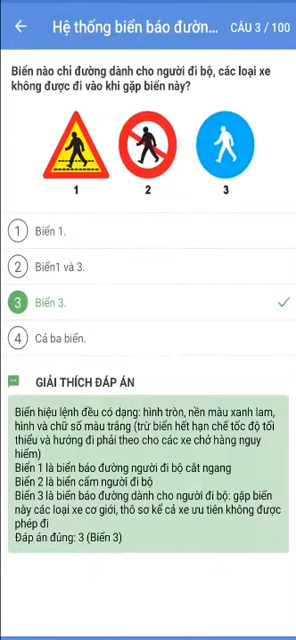 Hệ thống biển báo đườn... CÂU 3 / 100
Biển nào chỉ đường dành cho người đi bộ, các loại xe
không được đi vào khi gặp biển này?
1 2 3
1 Biển 1.
2 Biển1 và 3.
3 Biển 3.
4 Cả ba biển.
GIẢI THÍCH ĐÁP ÁN
Biển hiệu lệnh đều có dạng: hình tròn, nền màu xanh lam,
hình và chữ số màu trắng (trừ biển hết hạn chế tốc độ tối
thiểu và hướng đi phải theo cho các xe chở hàng nguy
hiểm)
Biển 1 là biển báo đường người đi bộ cắt ngang
Biển 2 là biển cấm người đi bộ
Biển 3 là biển báo đường dành cho người đi bộ: gặp biển
này các loại xe cơ giới, thô sơ kể cả xe ưu tiên không được
phép đi
Đáp án đúng: 3 (Biển 3)